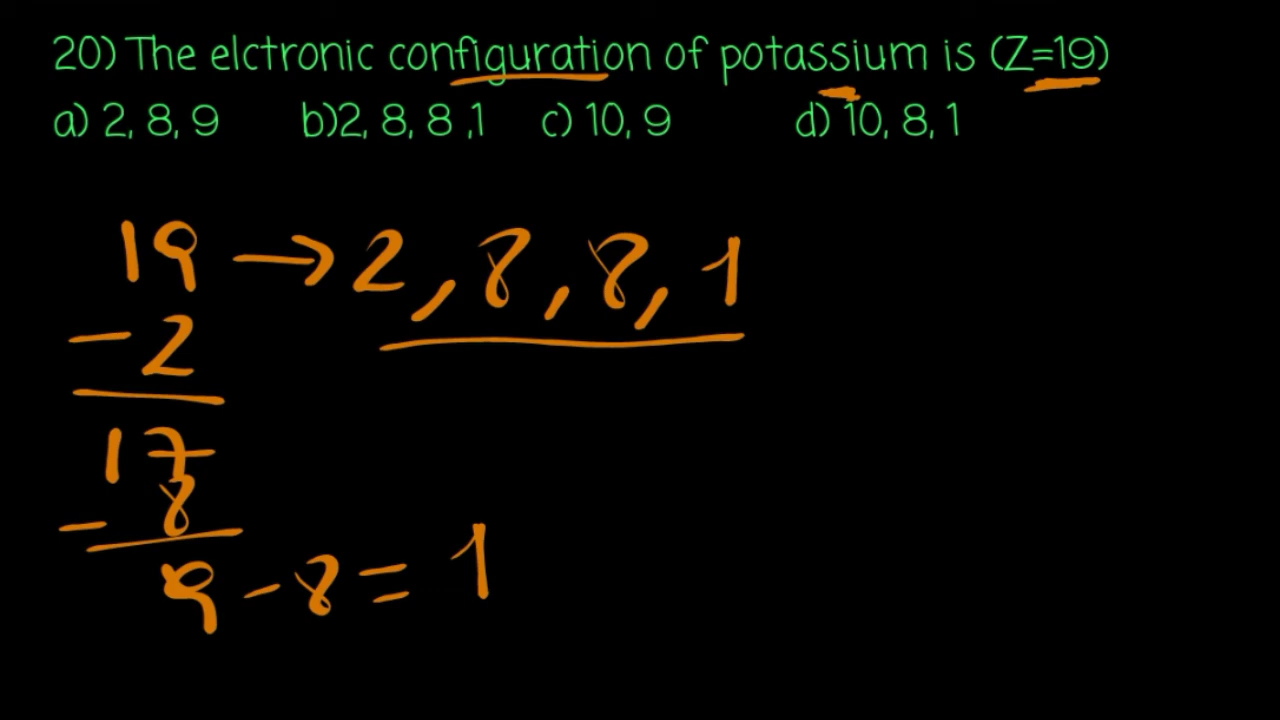 20) The elctronic configuration of potassium is (Z=19)
a) 2, 8, 9 b)2, 8, 8 ,1 c) 10, 9 d) 10, 8, 1
19 → 2, 8, 8, 1
- 2
17
- 8
9 - 8 = 1